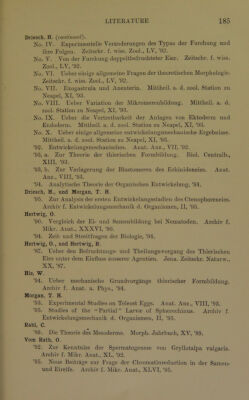 LITERATURE 185
Driesch, H. (continued).
No. IV. Experimentelle Veränderungen des Typus der Furchung und
ihre Folgen. Zeitschr. f. wiss. Zool., LV, '92.
No. V. Von der Furchung doppeltbefruchteter Eier. Zeitschr. f. wiss.
Zool., LV, '92.
No. VI. Ueber einige allgemeine Fragen der theoretischen Morphologie.
Zeitschr. f. wiss. Zool., LV, '92.
No. VII. Exogastrula und Anenteria. Mittheil. a. d. zool. Station zu
Neapel, XI, '93.
No. VIII. Ueber Variation der Mikromerenbildung. Mittheil. a. d.
zool. Station zu Neapel, XI, '93.
No. IX. Ueber die Vertretbarkeit der Anlagen von Ektoderm und
Entoderm. Mittheil. a. d. zool. Station zu Neapel, XI, '93.
No. X. Ueber einige allgemeine entwickelungsmechanische Ergebnisse.
Mittheil. a. d. zool. Station zu Neapel, XI, '93.
'92. Entwickelungsmechanisches. Anat. Anz., VII, '92.
'93, a. Zur Theorie der thierischen Formbildung. Biol. Centralb.,
XIII, '93.
'93, b. Zur Verlagerung der Blastomeren des Echinideneies. Anat.
Anz., VIII, '93.
'94. Analytische Theorie der Organischen Entwickelung, '94.
Driesch, H., und Morgan, T. H.
'95. Zur Analysis der ersten Entwickelungsstadien des Ctenophoreneies.
Archiv f. Entwickelungsmechanik d. Organismen, II, '95.
Hertwig, O.
'90. Vergleich der Ei- und Samenbildung bei Nematoden. Archiv f.
Mikr. Anat., XXXVI, '90.
'94. Zeit- und Streitfragen der Biologie, '94.
Hertwig, O., und Hertwig, R.
'87. Ueber den Befruchtungs- und Theilungsvorgang des Thierischen
Eies unter dem Einfluss äusserer Agentien. Jena. Zeitschr. Naturw.,
XX, '87.
His, W.
'94. Ueber mechanische Grundvorgänge thierischer Formbildung.
Archiv f. Anat. u. Phys., '94.
Morgan, T. H.
'93. Experimental Studies on Teleost Eggs. Anat. Anz., VIII, '93.
'95. Studies of the “Partial” Larvæ of Sphærechinus. Archiv f.
Entwickelungsmechanik d. Organismen, II, '95.
Rabl, C.
'89. Die Theorie des Mesoderms. Morph. Jahrbuch, XV, '89.
Vom Rath, O.
'92. Zur Kenntniss der Spermatogenese von Gryllotalpa vulgaris.
Archiv f. Mikr. Anat., XL, '92.
'95. Neue Beiträge zur Frage der Chromatinreduction in der Samen-
und Eireife. Archiv f. Mikr. Anat., XLVI, '95.